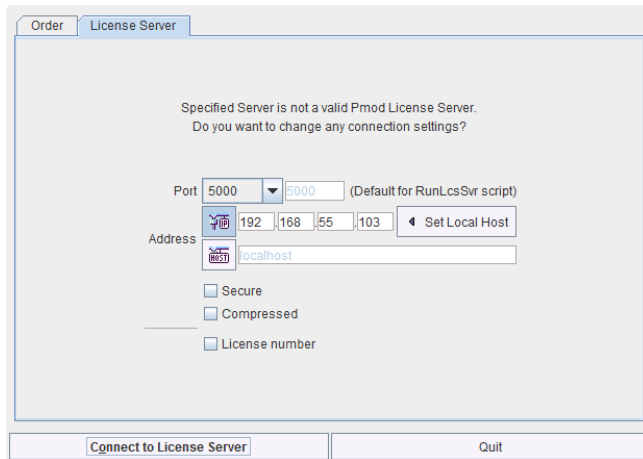 Order License Server
Specified Server is not a valid Pmod License Server.
Do you want to change any connection settings?
Port 5000 5000 (Default for RunLcsSvr script)
Address
IP 192 .168 .55 .103 Set Local Host
HOST localhost
Secure
Compressed
License number
Connect to License Server Quit